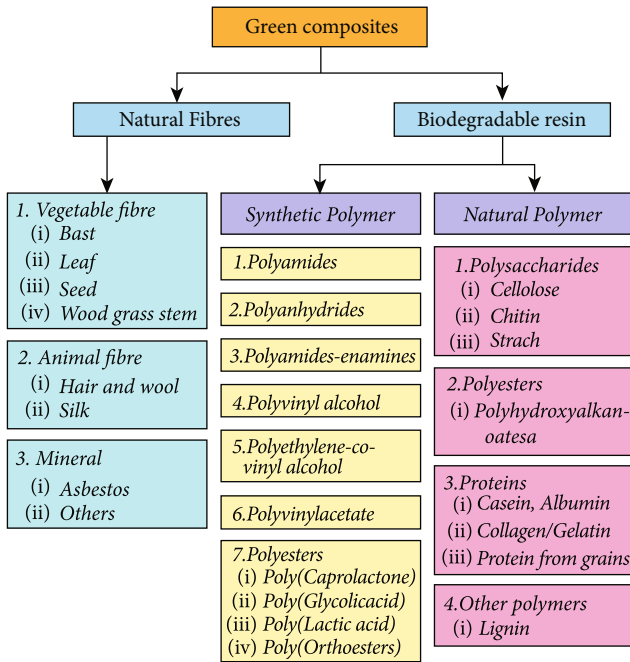 Green composites
Natural Fibres
Biodegradable resin
1. Vegetable fibre
(i) Bast
(ii) Leaf
(iii) Seed
(iv) Wood grass stem
2. Animal fibre
(i) Hair and wool
(ii) Silk
3. Mineral
(i) Asbestos
(ii) Others
Synthetic Polymer
1.Polyamides
2.Polyanhydrides
3.Polyamides-enamines
4.Polyvinyl alcohol
5.Polyethylene-co-
vinyl alcohol
6.Polyvinylacetate
7.Polyesters
(i) Poly(Caprolactone)
(ii) Poly(Glycolicacid)
(iii) Poly(Lactic acid)
(iv) Poly(Orthoesters)
Natural Polymer
1.Polysaccharides
(i) Cellolose
(ii) Chitin
(iii) Strach
2.Polyesters
(i) Polyhydroxyalkan-
oatesa
3.Proteins
(i) Casein, Albumin
(ii) Collagen/Gelatin
(iii) Protein from grains
4.Other polymers
(i) Lignin